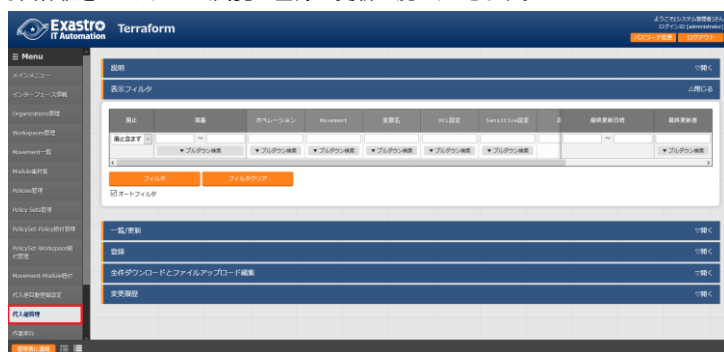 Exastro
IT Automation
Terraform
ようこそ[システム管理者]さん
ログインID [administrator]
パスワード変更
ログアウト
Menu
メインメニュー
インターフェース情報
Organizations管理
Workspaces管理
Movement一覧
Module素材集
Policies管理
Policy Sets管理
PolicySet-Policy紐付管理
PolicySet-Workspace紐
付管理
Movement-Module紐付
代入値自動登録設定
代入値管理
作業実行
管理者に連絡
説明
▽開く
表示フィルタ
△閉じる
廃止
項番
オペレーション
Movement
変数名
HCL設定
Sensitive設定
最終更新日時
最終更新者
廃止含まず
～
～
▼プルダウン検索
▼プルダウン検索
▼プルダウン検索
▼プルダウン検索
▼プルダウン検索
▼プルダウン検索
▼プルダウン検索
フィルタ
フィルタクリア
オートフィルタ
一覧/更新
▽開く
登録
▽開く
全件ダウンロードとファイルアップロード編集
▽開く
変更履歴
▽開く